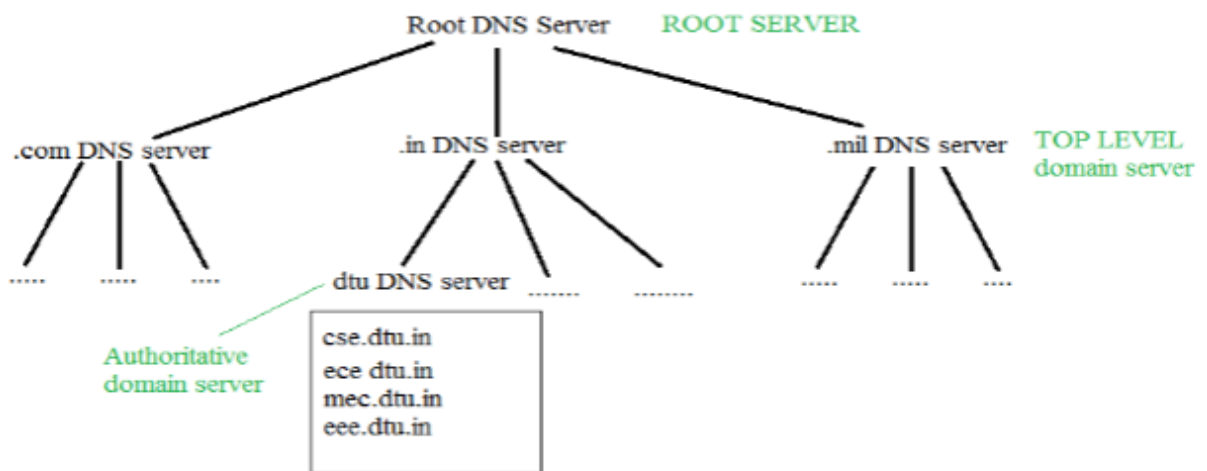 Root DNS Server ROOT SERVER
.com DNS server .in DNS server .mil DNS server
TOP LEVEL
domain server
..... ..... ....
dtu DNS server ....... ........
..... ..... ....
Authoritative
domain server
cse.dtu.in
ece dtu.in
mec.dtu.in
eee.dtu.in